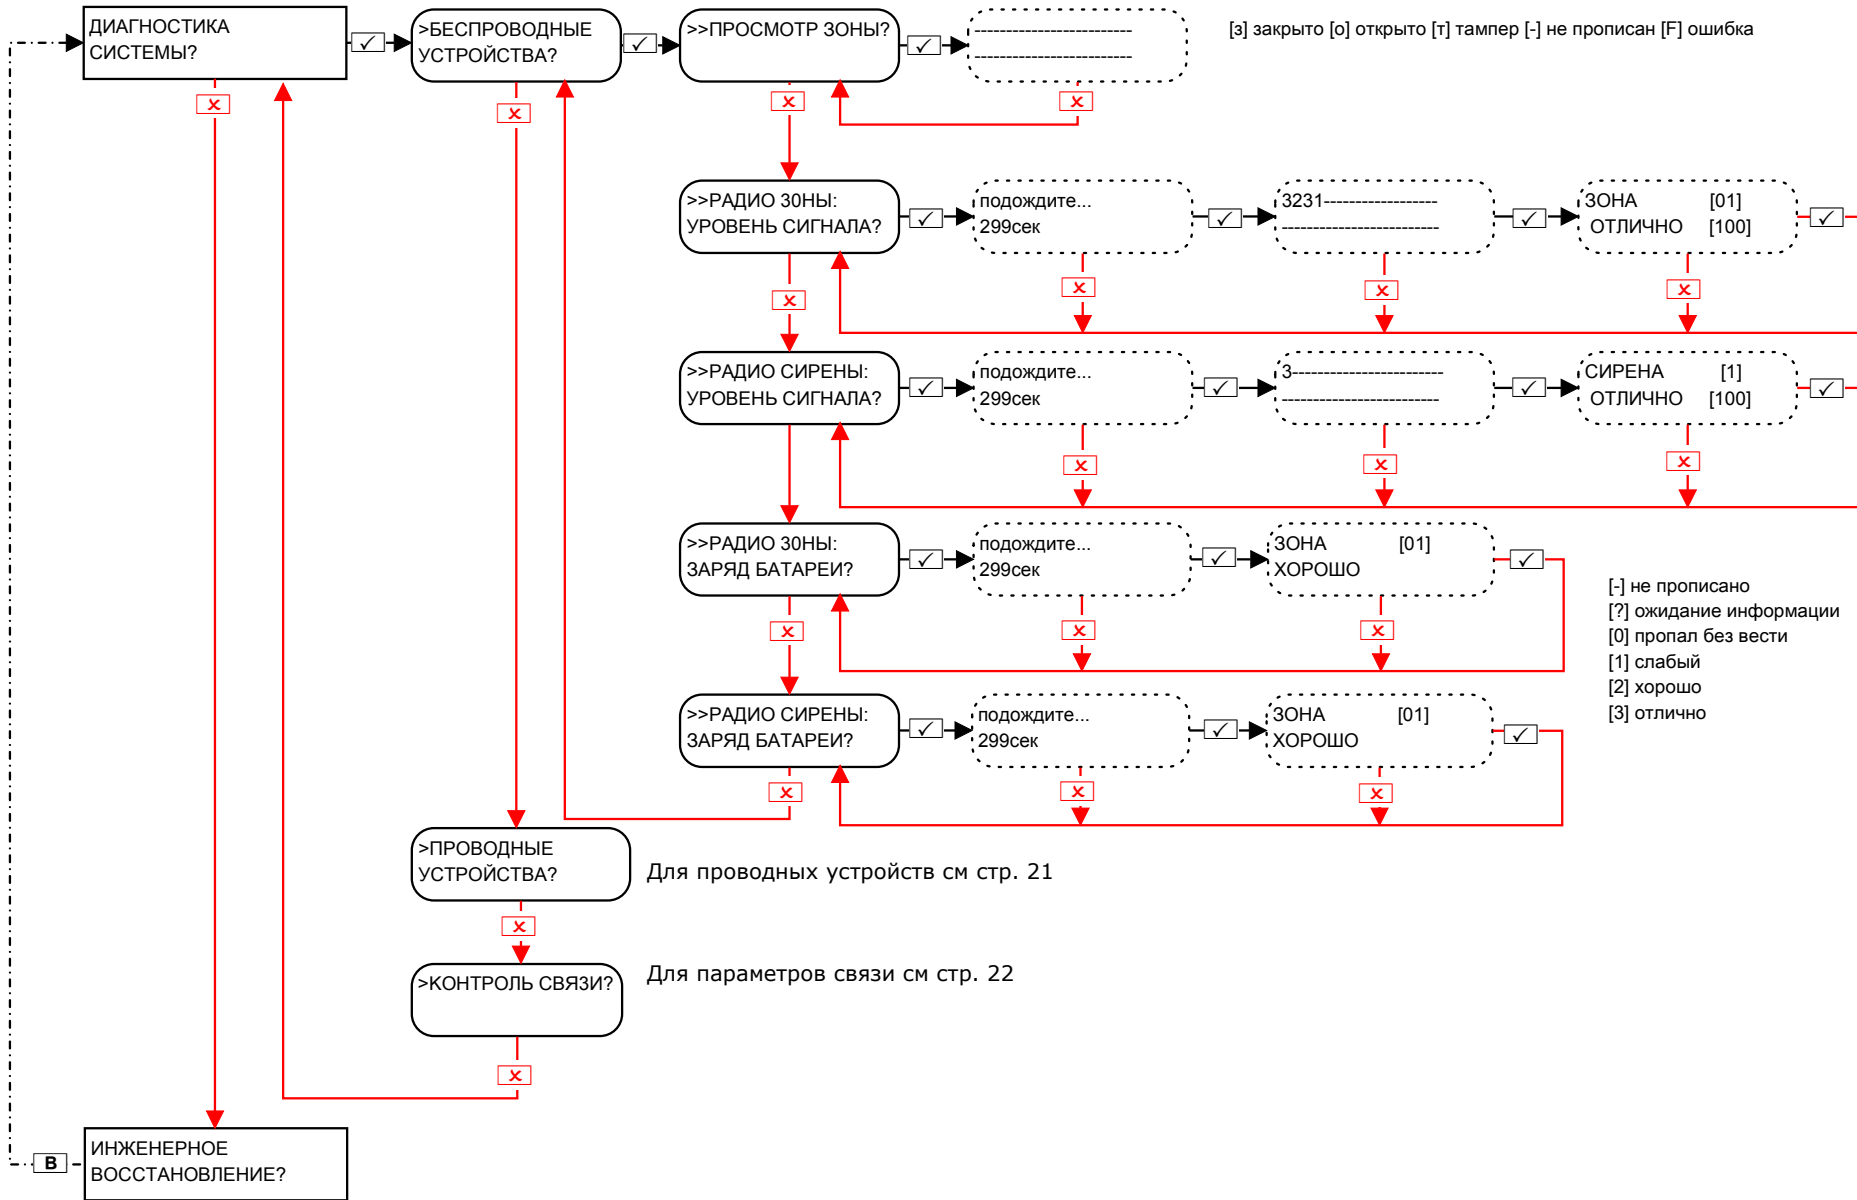 ДИАГНОСТИКА
СИСТЕМЫ?
>БЕСПРОВОДНЫЕ
УСТРОЙСТВА?
>>ПРОСМОТР ЗОНЫ?
--------------------------
--------------------------
[з] закрыто [о] открыто [т] тампер [-] не прописан [F] ошибка
>>РАДИО ЗОНЫ:
УРОВЕНЬ СИГНАЛА?
подождите...
299сек
3231-------------------
--------------------------
ЗОНА [01]
ОТЛИЧНО [100]
>>РАДИО СИРЕНЫ:
УРОВЕНЬ СИГНАЛА?
подождите...
299сек
3-------------------------
--------------------------
СИРЕНА [1]
ОТЛИЧНО [100]
>>РАДИО ЗОНЫ:
ЗАРЯД БАТАРЕИ?
подождите...
299сек
ЗОНА [01]
ХОРОШО
[-] не прописано
[?] ожидание информации
[0] пропал без вести
[1] слабый
[2] хорошо
[3] отлично
>>РАДИО СИРЕНЫ:
ЗАРЯД БАТАРЕИ?
подождите...
299сек
ЗОНА [01]
ХОРОШО
>ПРОВОДНЫЕ
УСТРОЙСТВА?
Для проводных устройств см стр. 21
>КОНТРОЛЬ СВЯЗИ?
Для параметров связи см стр. 22
ИНЖЕНЕРНОЕ
ВОССТАНОВЛЕНИЕ?
B